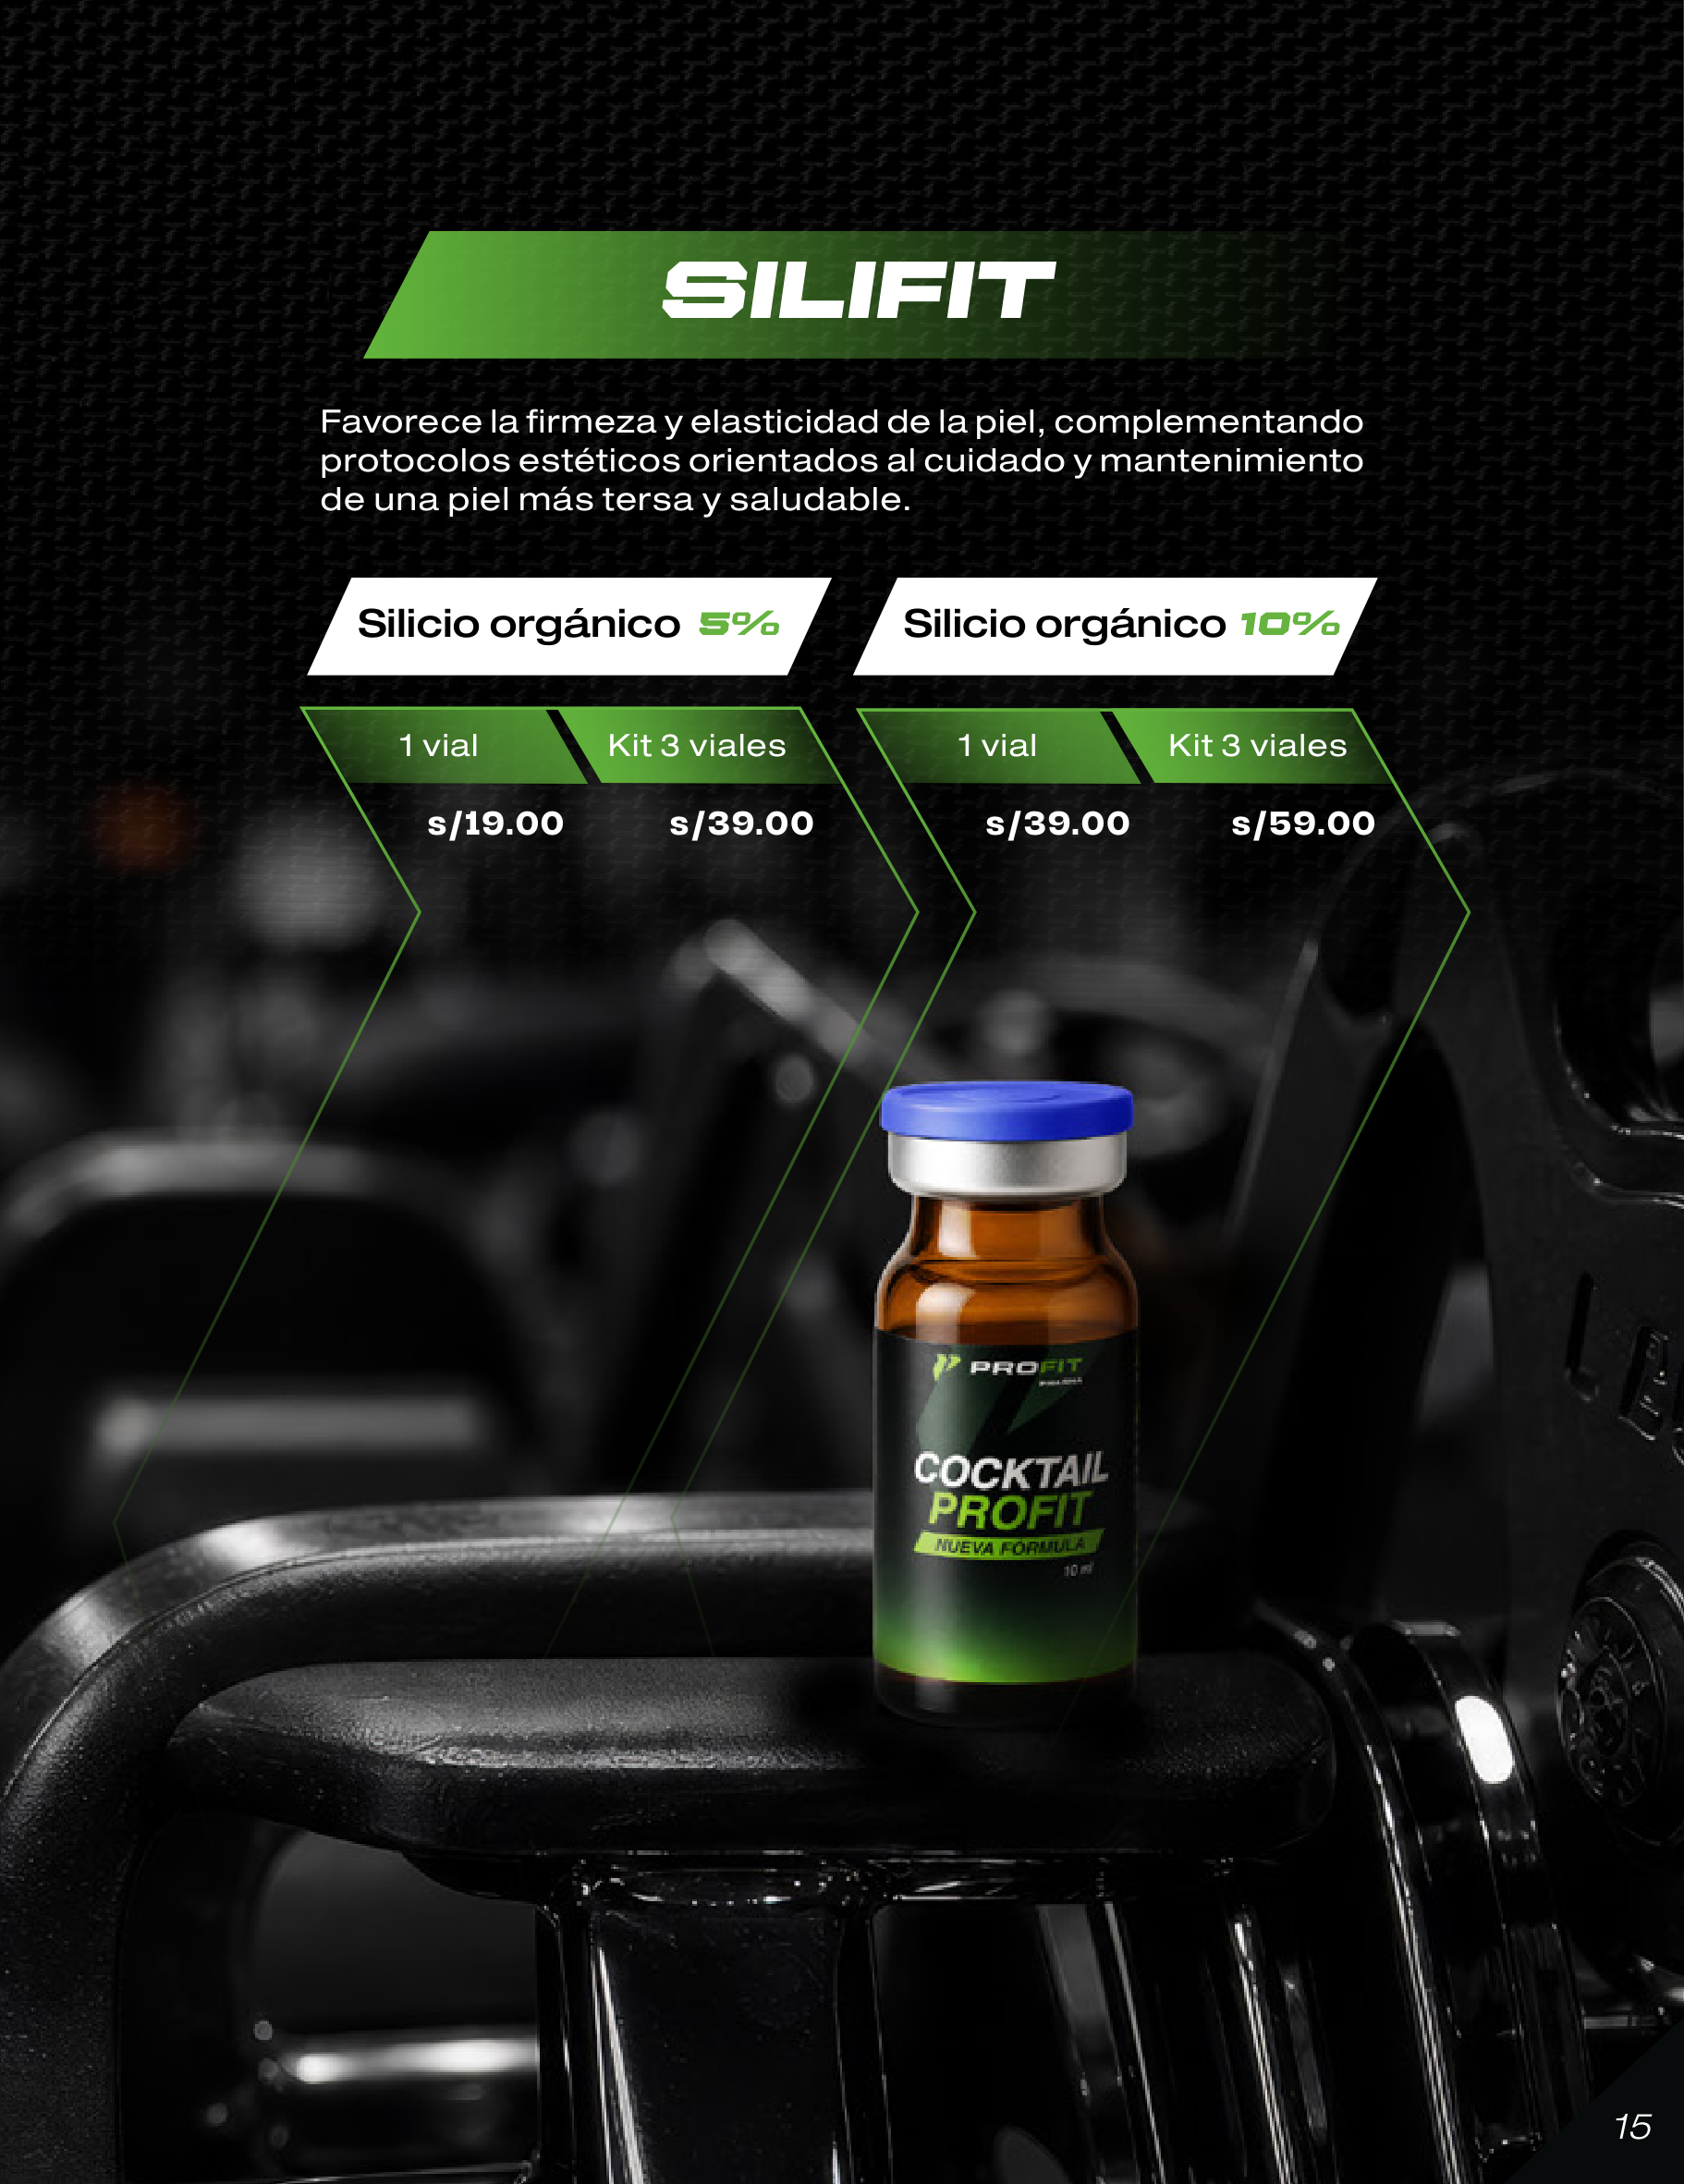 SILIFIT
Favorece la firmeza y elasticidad de la piel, complementando
protocolos estéticos orientados al cuidado y mantenimiento
de una piel más tersa y saludable.
Silicio orgánico 5%
Silicio orgánico 10%
1 vial
Kit 3 viales
1 vial
Kit 3 viales
s/19.00
s/39.00
s/39.00
s/59.00
PROFIT
PHARMA
COCKTAIL
PROFIT
NUEVA FÓRMULA
10 ml
15